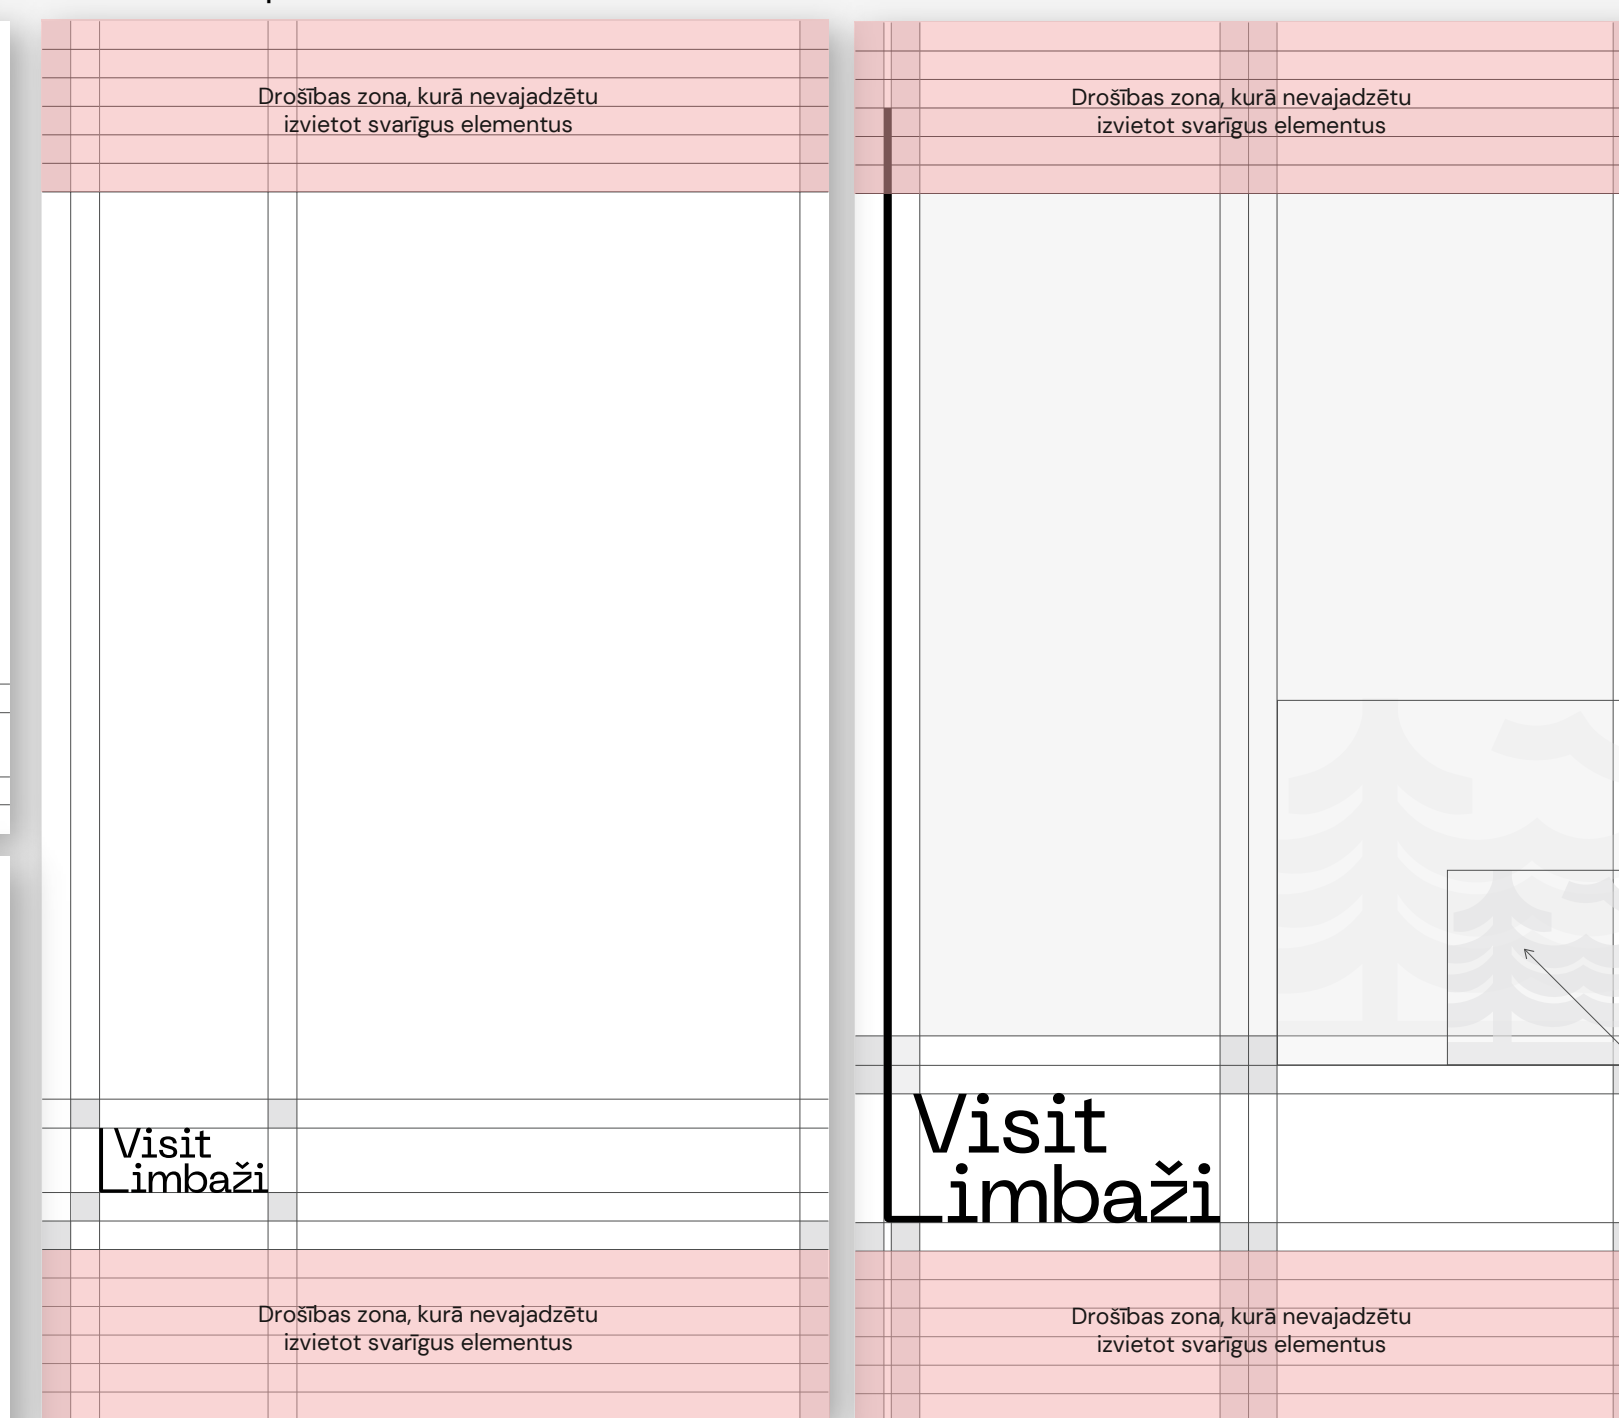 Drošības zona, kurā nevajadzētu
izvietot svarīgus elementus
Visit
Limbaži
Drošības zona, kurā nevajadzētu
izvietot svarīgus elementus
Drošības zona, kurā nevajadzētu
izvietot svarīgus elementus
Visit
Limbaži
Drošības zona, kurā nevajadzētu
izvietot svarīgus elementus